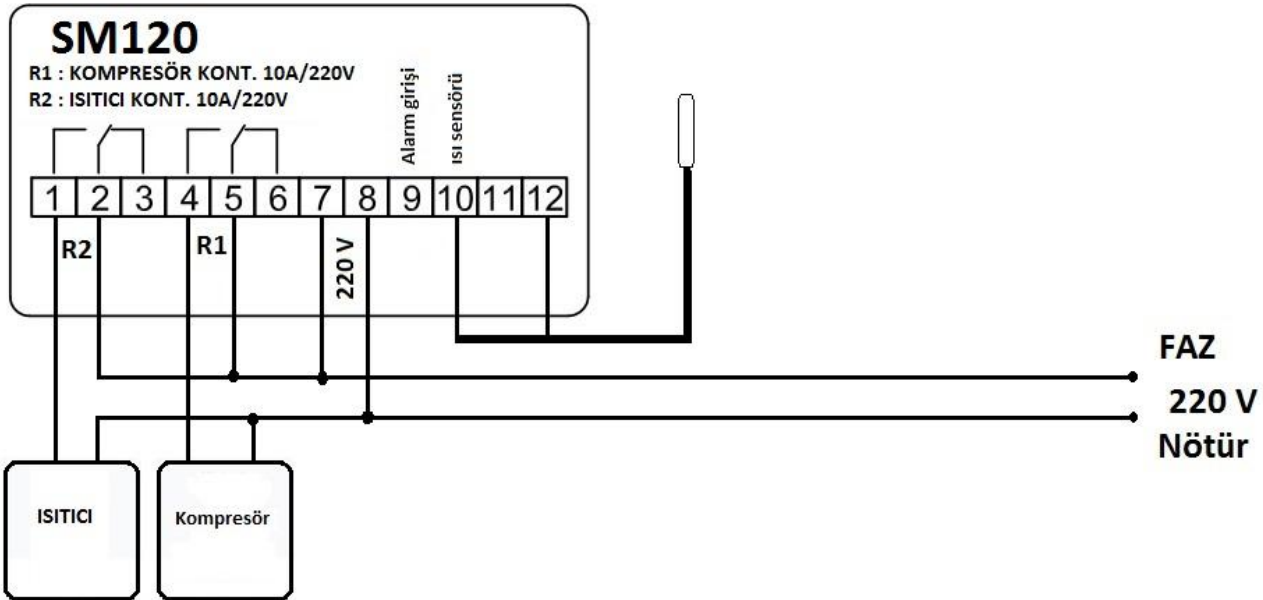 SM120
R1 : KOMPRESÖR KONT. 10A/220V
R2 : ISITICI KONT. 10A/220V
Alarm girişi
ısı sensörü
1 2 3 4 5 6 7 8 9 10 11 12
R2
R1
220 V
FAZ
220 V
Nötür
ISITICI
Kompresör